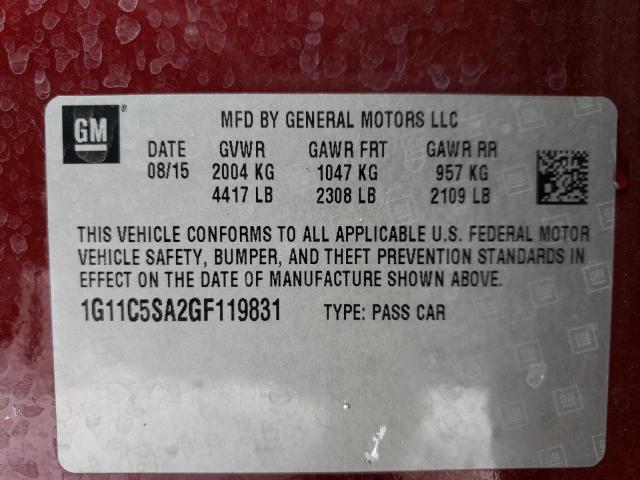 GM
MFD BY GENERAL MOTORS LLC
DATE GVWR GAWR FRT GAWR RR
08/15 2004 KG 1047 KG 957 KG
4417 LB 2308 LB 2109 LB
THIS VEHICLE CONFORMS TO ALL APPLICABLE U.S. FEDERAL MOTOR
VEHICLE SAFETY, BUMPER, AND THEFT PREVENTION STANDARDS IN
EFFECT ON THE DATE OF MANUFACTURE SHOWN ABOVE.
1G11C5SA2GF119831 TYPE: PASS CAR